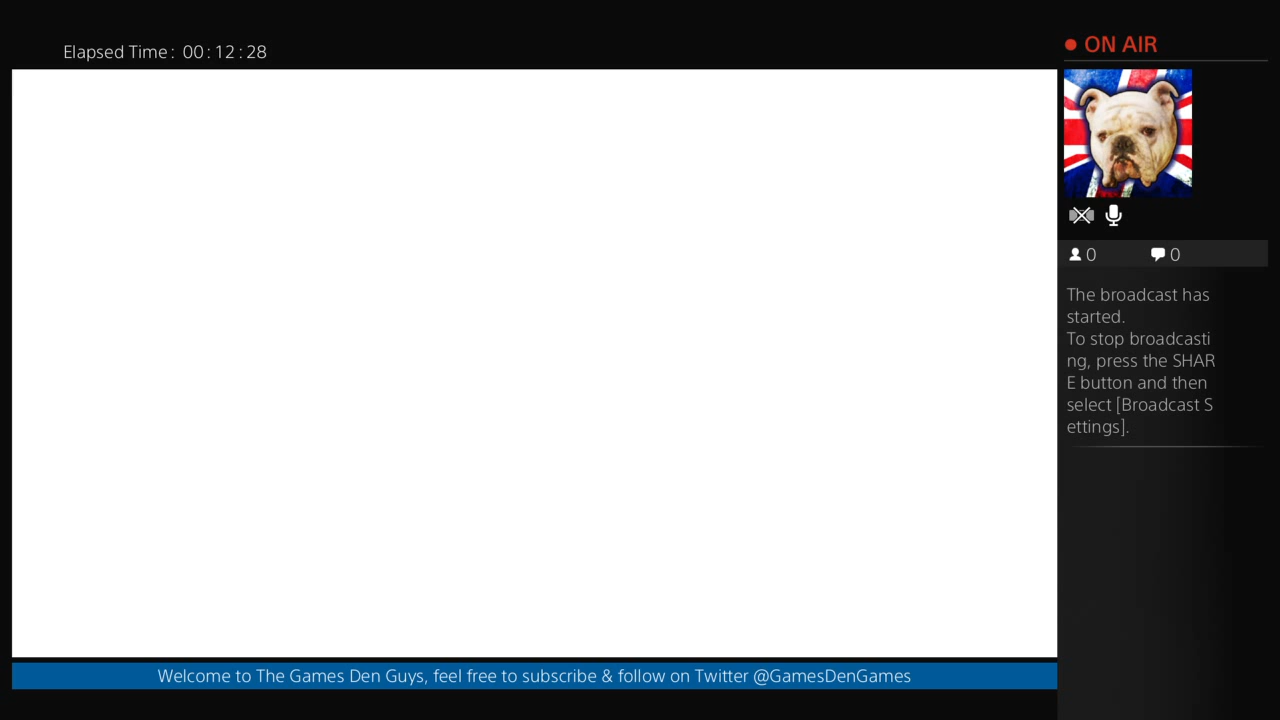 Elapsed Time: 00:12:28
ON AIR
0 0
The broadcast has
started.
To stop broadcasti
ng, press the SHAR
E button and then
select [Broadcast S
ettings].
Welcome to The Games Den Guys, feel free to subscribe & follow on Twitter @GamesDenGames